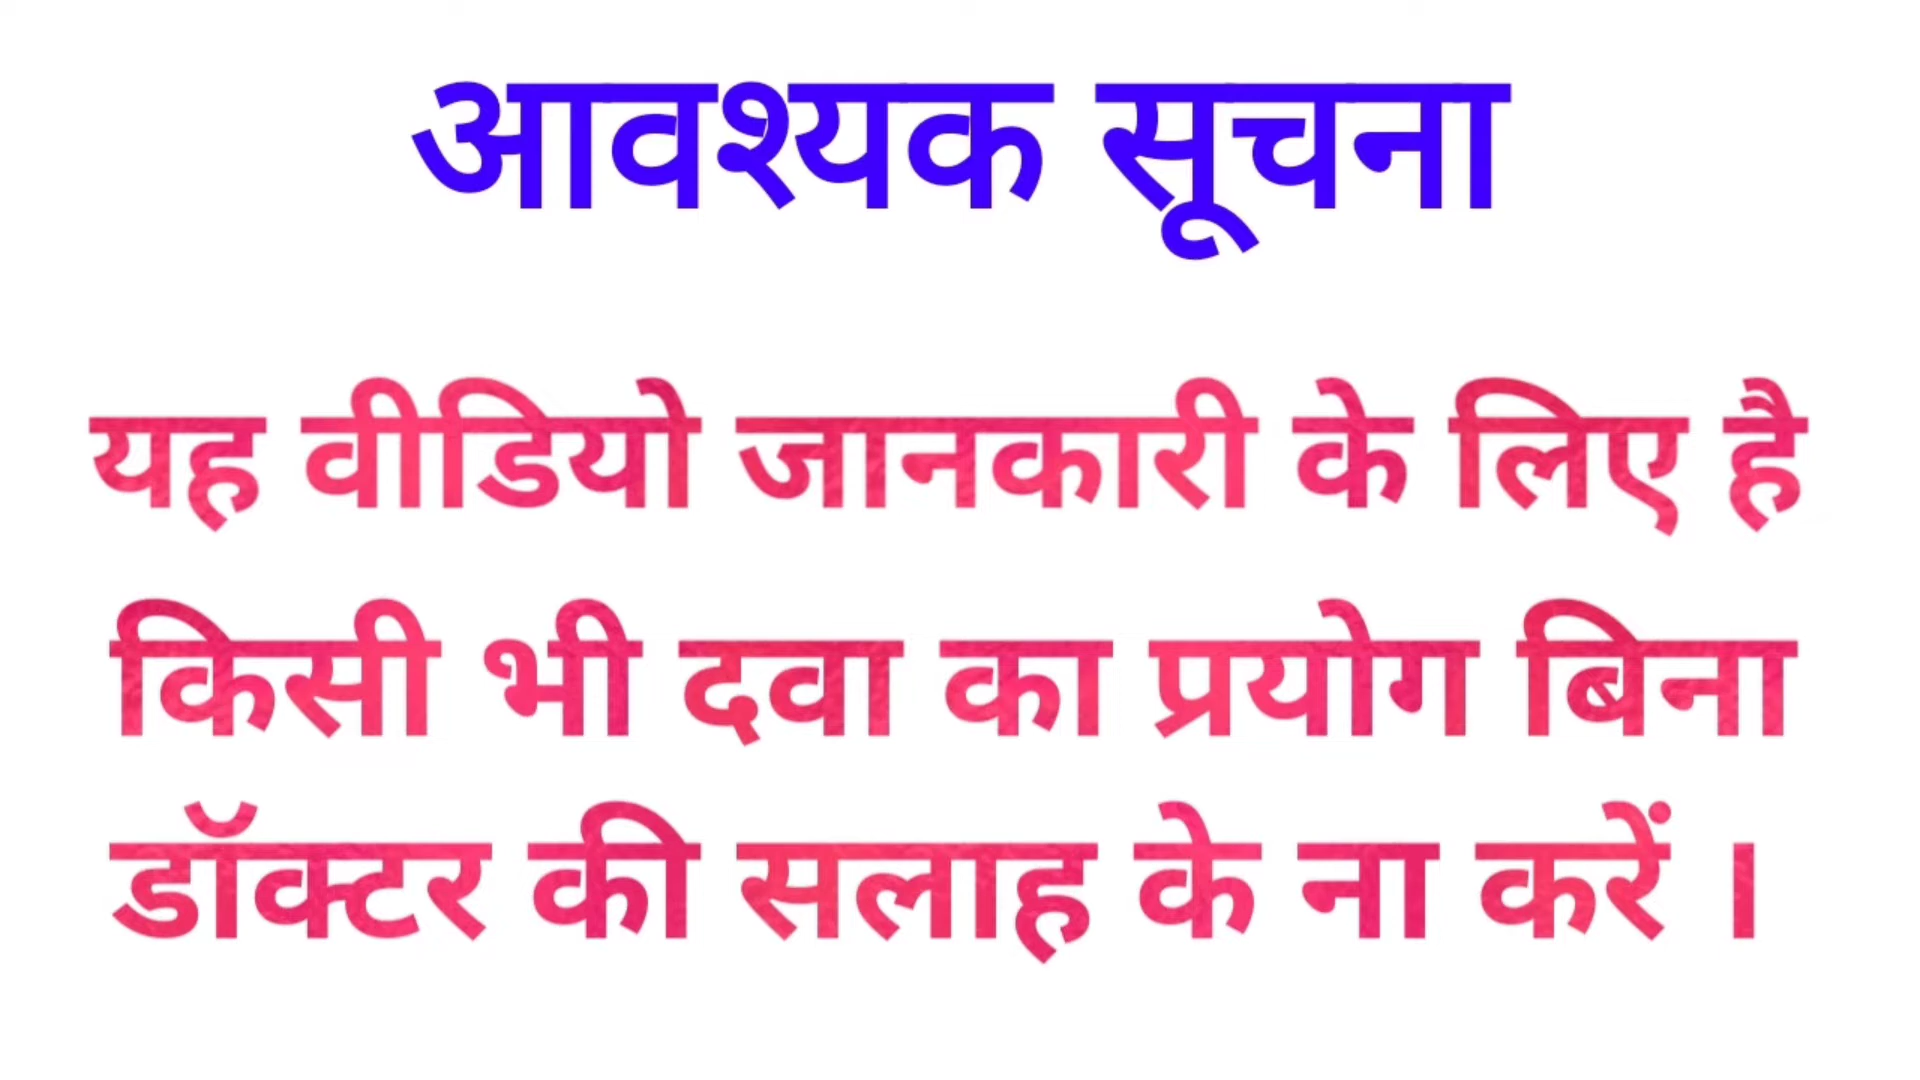 आवश्यक सूचना
यह वीडियो जानकारी के लिए है
किसी भी दवा का प्रयोग बिना
डॉक्टर की सलाह के ना करें ।